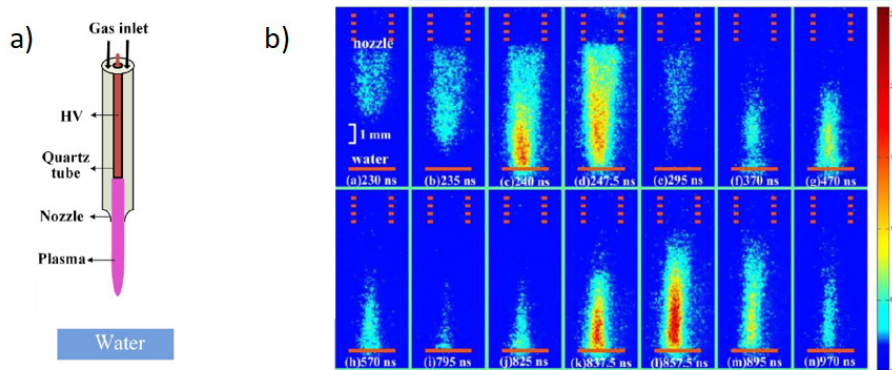 a)
Gas inlet
HV
Quartz
tube
Nozzle
Plasma
Water
b)
nozzle
1 mm
water
(a)230 ns
(b)235 ns
(c)240 ns
(d)247.5 ns
(e)295 ns
(f)370 ns
(g)470 ns
(h)570 ns
(i)795 ns
(j)825 ns
(k)837.5 ns
(l)857.5 ns
(m)895 ns
(n)970 ns